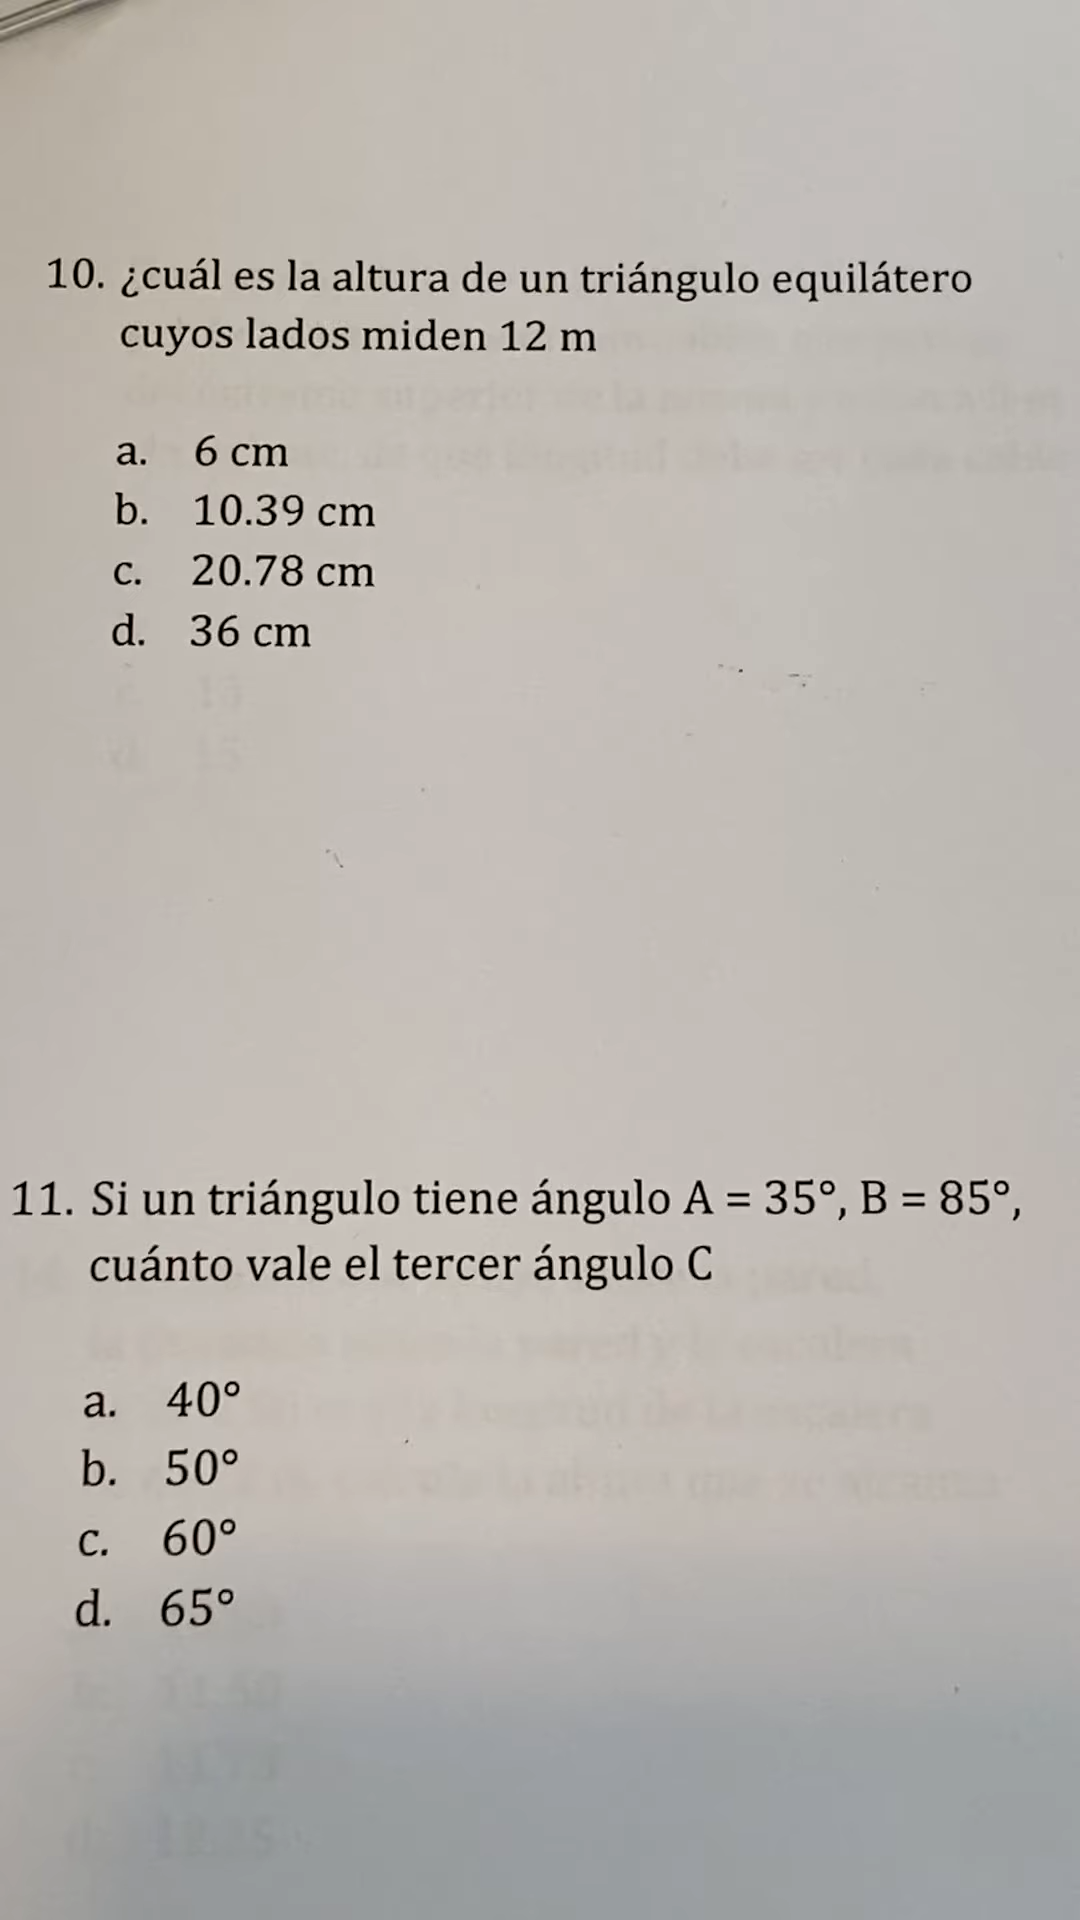 10. ¿cuál es la altura de un triángulo equilátero
cuyos lados miden 12 m
a. 6 cm
b. 10.39 cm
c. 20.78 cm
d. 36 cm
11. Si un triángulo tiene ángulo A = 35°, B = 85°,
cuánto vale el tercer ángulo C
a. 40°
b. 50°
c. 60°
d. 65°